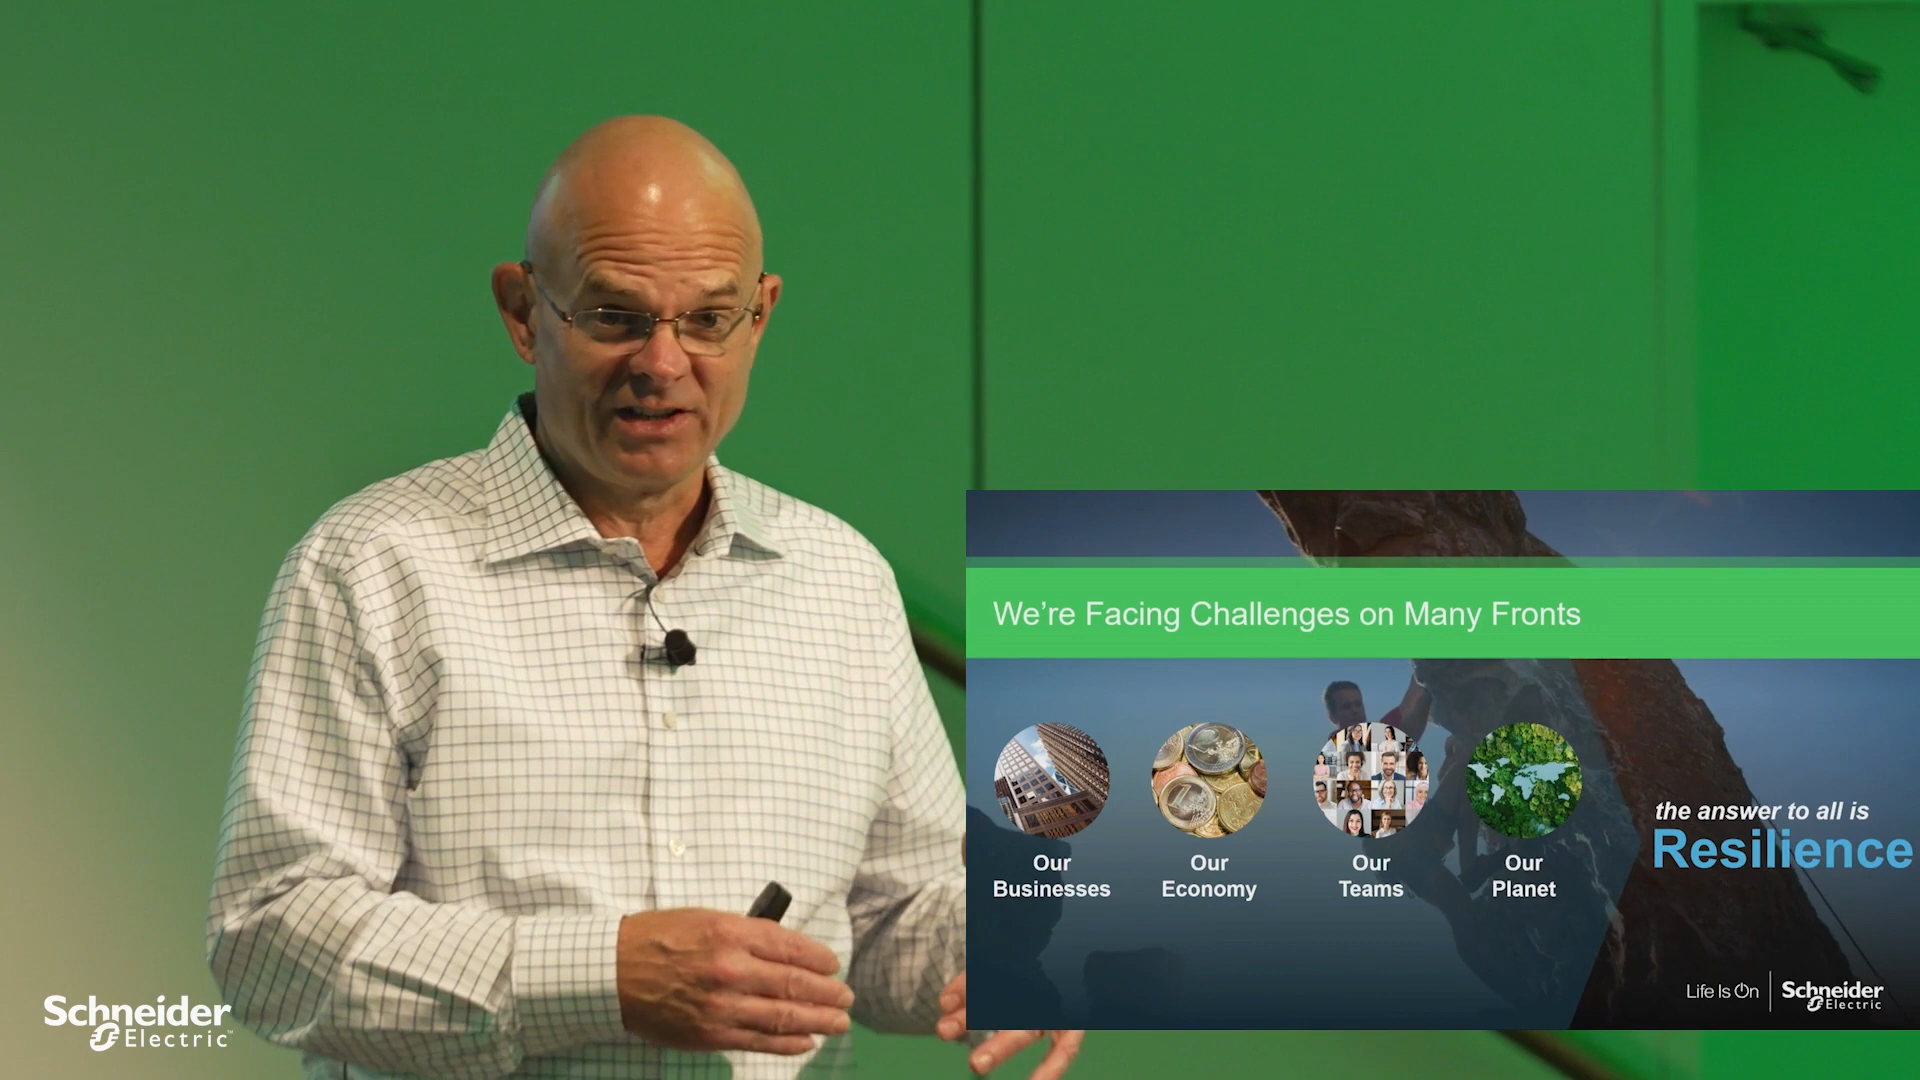 We're Facing Challenges on Many Fronts
Our
Businesses
Our
Economy
Our
Teams
Our
Planet
the answer to all is
Resilience
Life Is On
Schneider
Electric
Schneider
Electric™